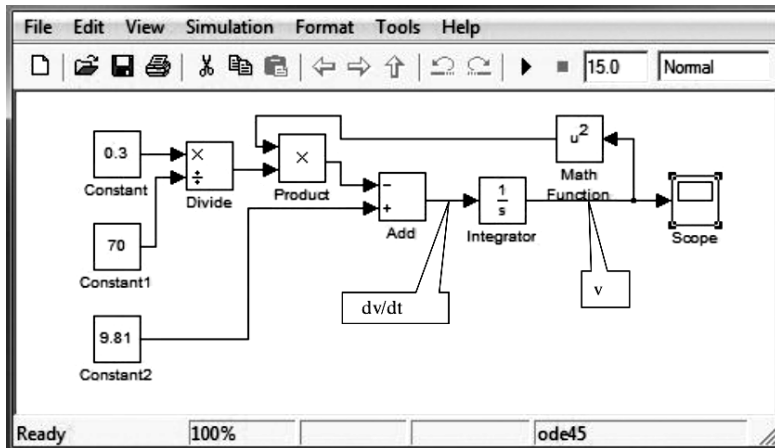 File Edit View Simulation Format Tools Help
15.0 Normal
0.3
Constant
×
÷
Divide
×
Product
u²
Math
Function
−
+
Add
1
s
Integrator
Scope
70
Constant1
dv/dt
v
9.81
Constant2
Ready 100% ode45